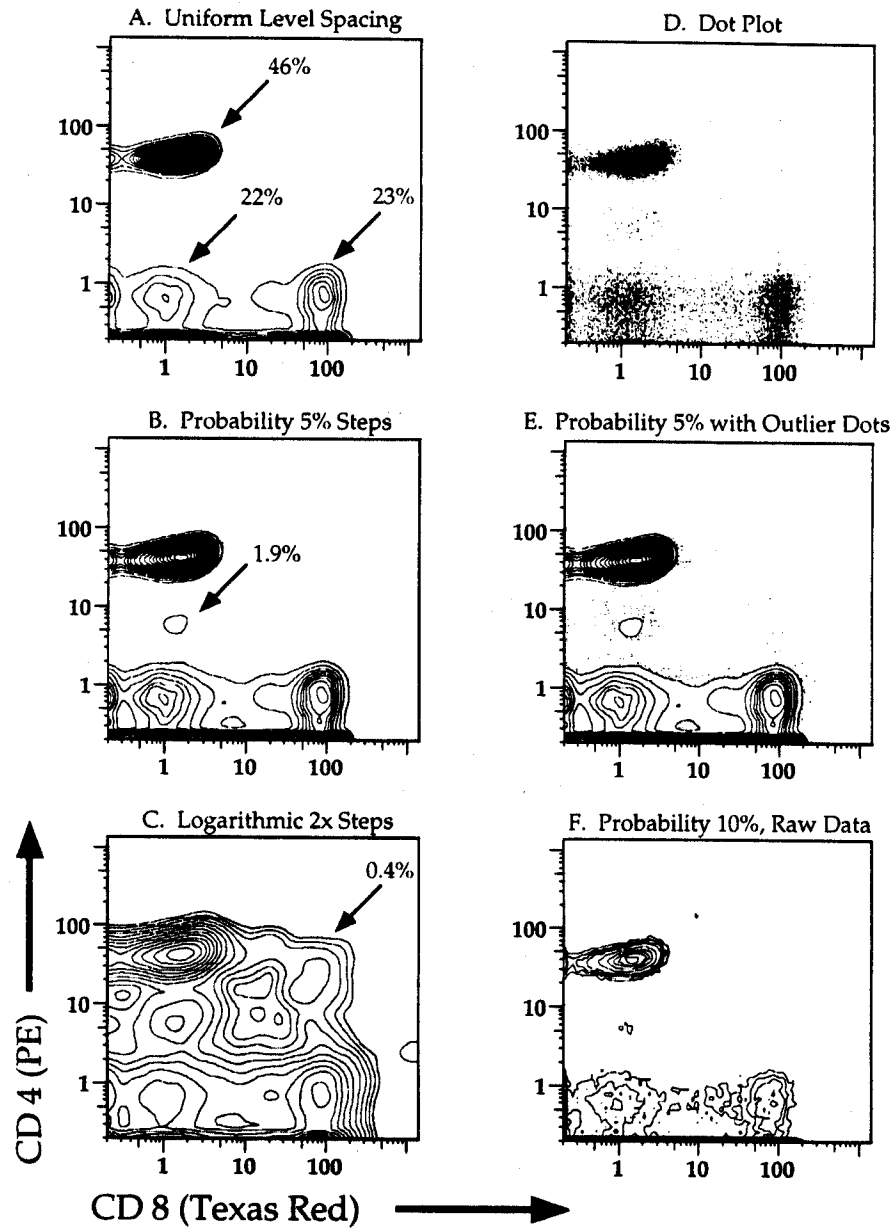 A. Uniform Level Spacing
46%
100
22%
23%
10
1
1 10 100
D. Dot Plot
100
10
1
1 10 100
B. Probability 5% Steps
100
1.9%
10
1
1 10 100
E. Probability 5% with Outlier Dots
100
10
1
1 10 100
C. Logarithmic 2x Steps
0.4%
100
10
1
1 10 100
F. Probability 10%, Raw Data
100
10
1
1 10 100
CD 4 (PE)
CD 8 (Texas Red)